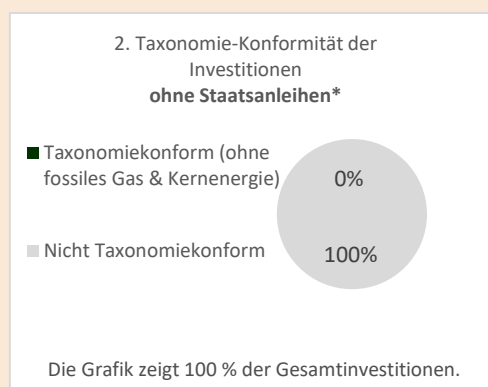 2. Taxonomie-Konformität der
Investitionen
ohne Staatsanleihen*
Taxonomiekonform (ohne
fossiles Gas & Kernenergie)
0%
Nicht Taxonomiekonform
100%
Die Grafik zeigt 100 % der Gesamtinvestitionen.